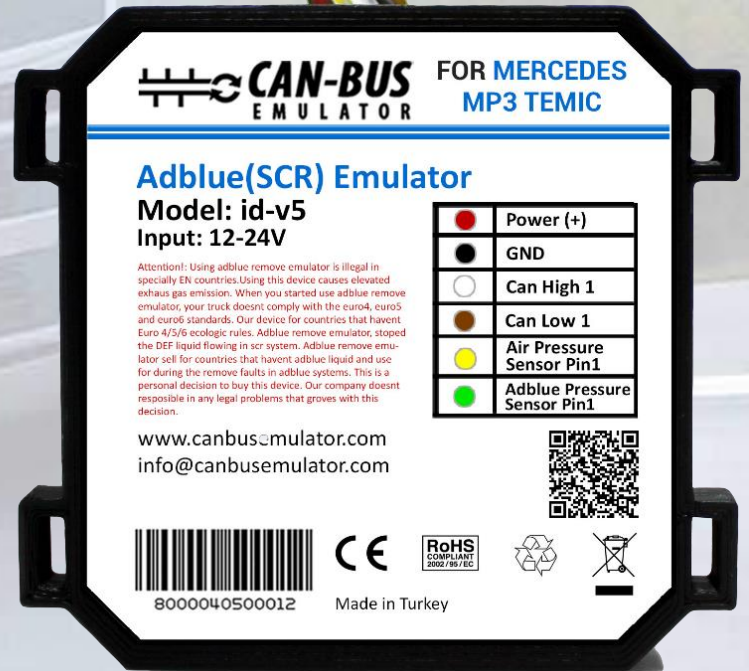 CAN-BUS
EMULATOR
FOR MERCEDES
MP3 TEMIC
Adblue(SCR) Emulator
Model: id-v5
Input: 12-24V
Attention!: Using adblue remove emulator is illegal in
specially EN countries.Using this device causes elevated
exhaus gas emission. When you started use adblue remove
emulator, your truck doesnt comply with the euro4, euro5
and euro6 standards. Our device for countries that havent
Euro 4/5/6 ecologic rules. Adblue remove emulator, stoped
the DEF liquid flowing in scr system. Adblue remove emu-
lator sell for countries that havent adblue liquid and use
for during the remove faults in adblue systems. This is a
personal decision to buy this device. Our company doesnt
resposible in any legal problems that groves with this
decision.
Power (+)
GND
Can High 1
Can Low 1
Air Pressure
Sensor Pin1
Adblue Pressure
Sensor Pin1
www.canbusemulator.com
info@canbusemulator.com
8000040500012
Made in Turkey
CE
RoHS
COMPLIANT
2002/95/EC